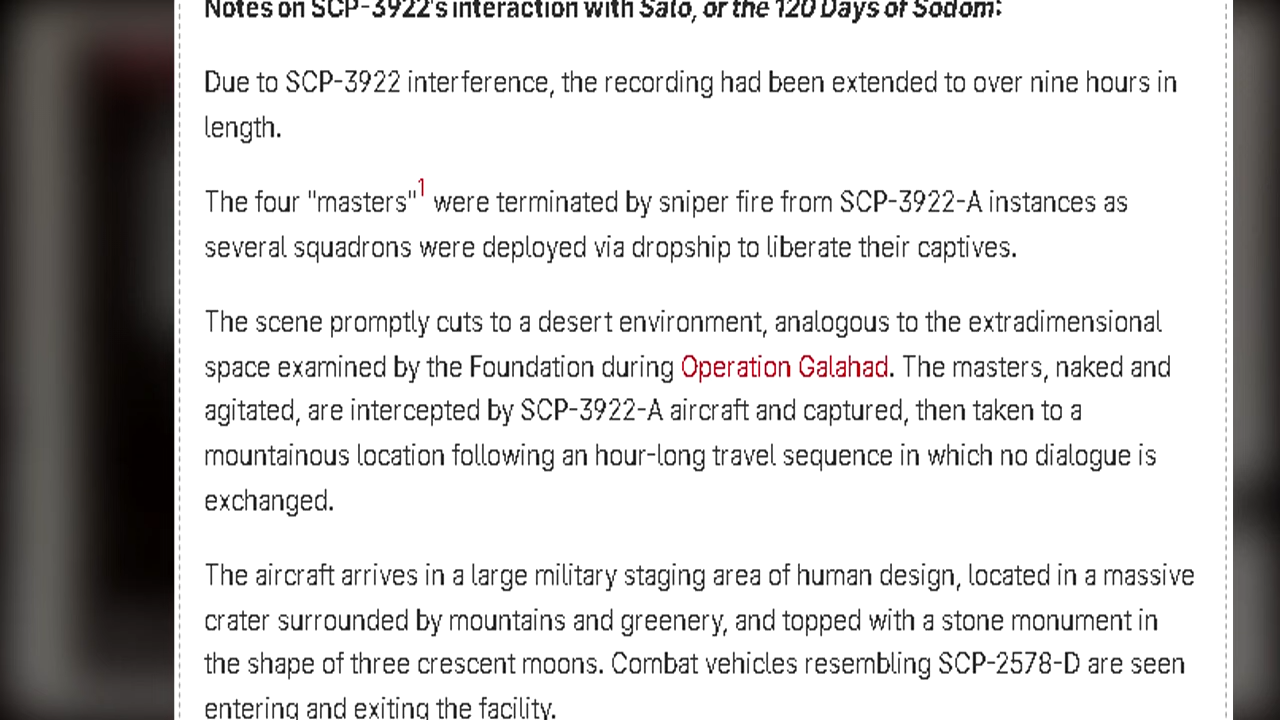 Notes on SCP-3922's interaction with Salo, or the 120 Days of Sodom:
Due to SCP-3922 interference, the recording had been extended to over nine hours in
length.
The four "masters"1 were terminated by sniper fire from SCP-3922-A instances as
several squadrons were deployed via dropship to liberate their captives.
The scene promptly cuts to a desert environment, analogous to the extradimensional
space examined by the Foundation during Operation Galahad. The masters, naked and
agitated, are intercepted by SCP-3922-A aircraft and captured, then taken to a
mountainous location following an hour-long travel sequence in which no dialogue is
exchanged.
The aircraft arrives in a large military staging area of human design, located in a massive
crater surrounded by mountains and greenery, and topped with a stone monument in
the shape of three crescent moons. Combat vehicles resembling SCP-2578-D are seen
entering and exiting the facility.